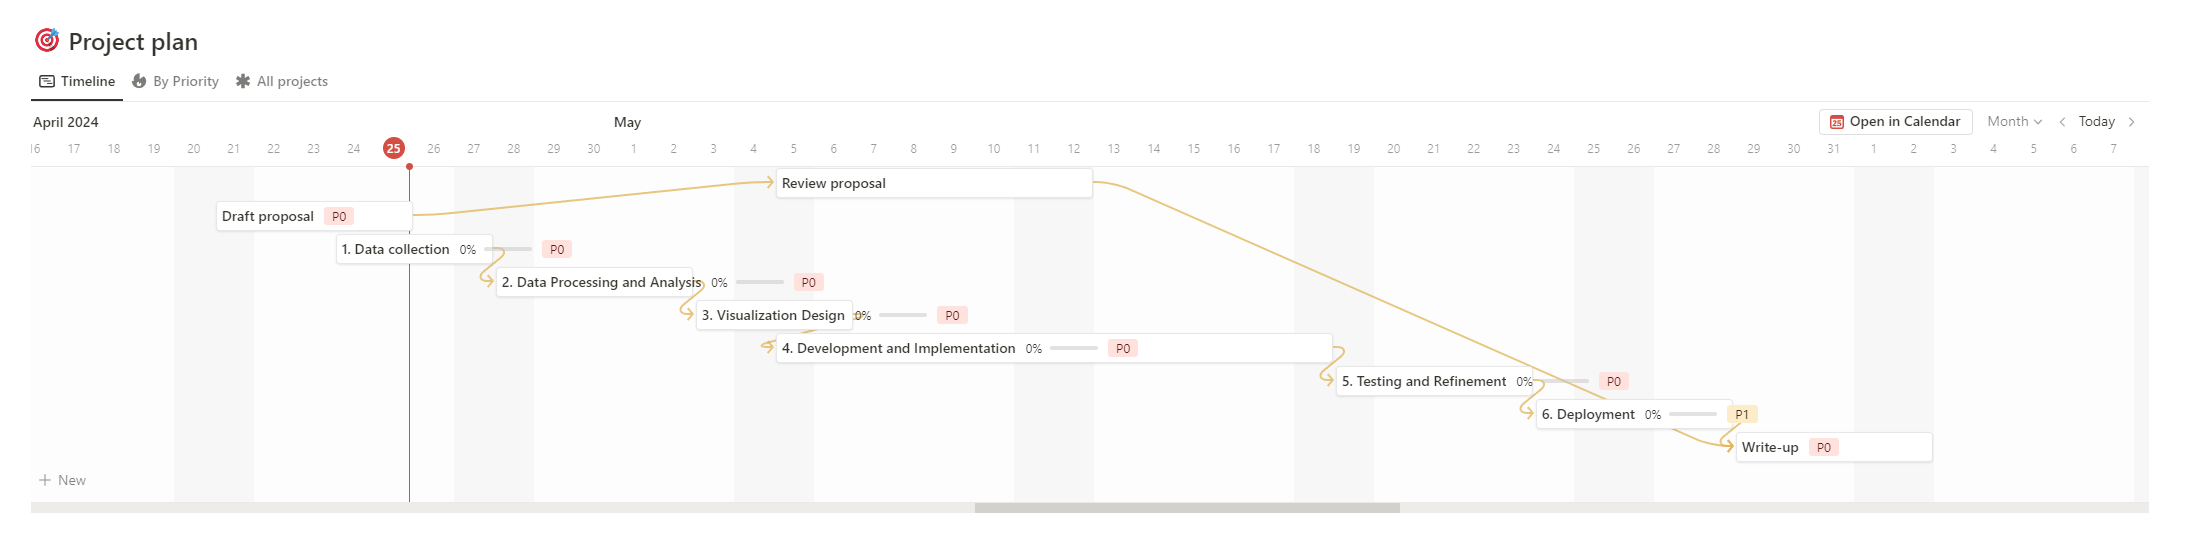 Project plan
Timeline By Priority All projects
April 2024 May Open in Calendar Month Today
16 17 18 19 20 21 22 23 24 25 26 27 28 29 30 1 2 3 4 5 6 7 8 9 10 11 12 13 14 15 16 17 18 19 20 21 22 23 24 25 26 27 28 29 30 31 1 2 3 4 5 6 7
Review proposal
Draft proposal P0
1. Data collection 0% P0
2. Data Processing and Analysis 0% P0
3. Visualization Design 0% P0
4. Development and Implementation 0% P0
5. Testing and Refinement 0% P0
6. Deployment 0% P1
Write-up P0
New